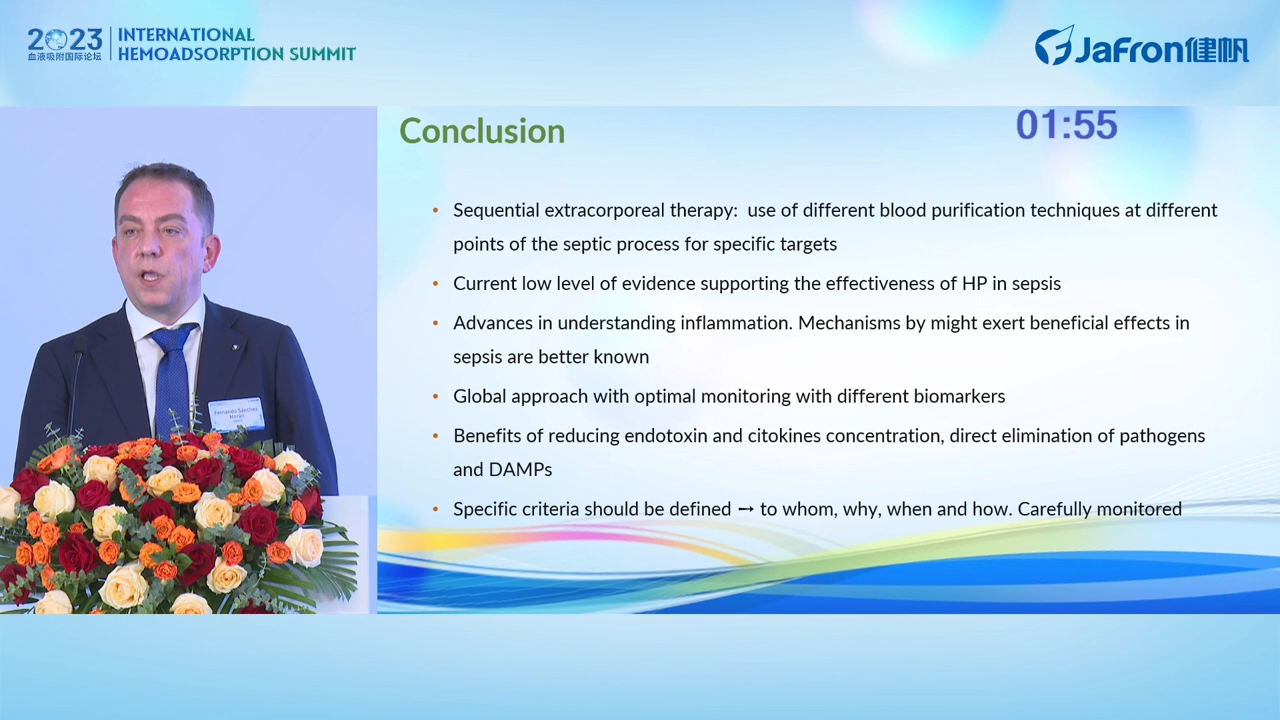 2023
血液吸附国际论坛
INTERNATIONAL
HEMOADSORPTION SUMMIT
JaFron健帆
Conclusion
01:55
• Sequential extracorporeal therapy:  use of different blood purification techniques at different
points of the septic process for specific targets
• Current low level of evidence supporting the effectiveness of HP in sepsis
• Advances in understanding inflammation. Mechanisms by might exert beneficial effects in
sepsis are better known
• Global approach with optimal monitoring with different biomarkers
• Benefits of reducing endotoxin and citokines concentration, direct elimination of pathogens
and DAMPs
• Specific criteria should be defined → to whom, why, when and how. Carefully monitored
Fernando Sánchez
Morán